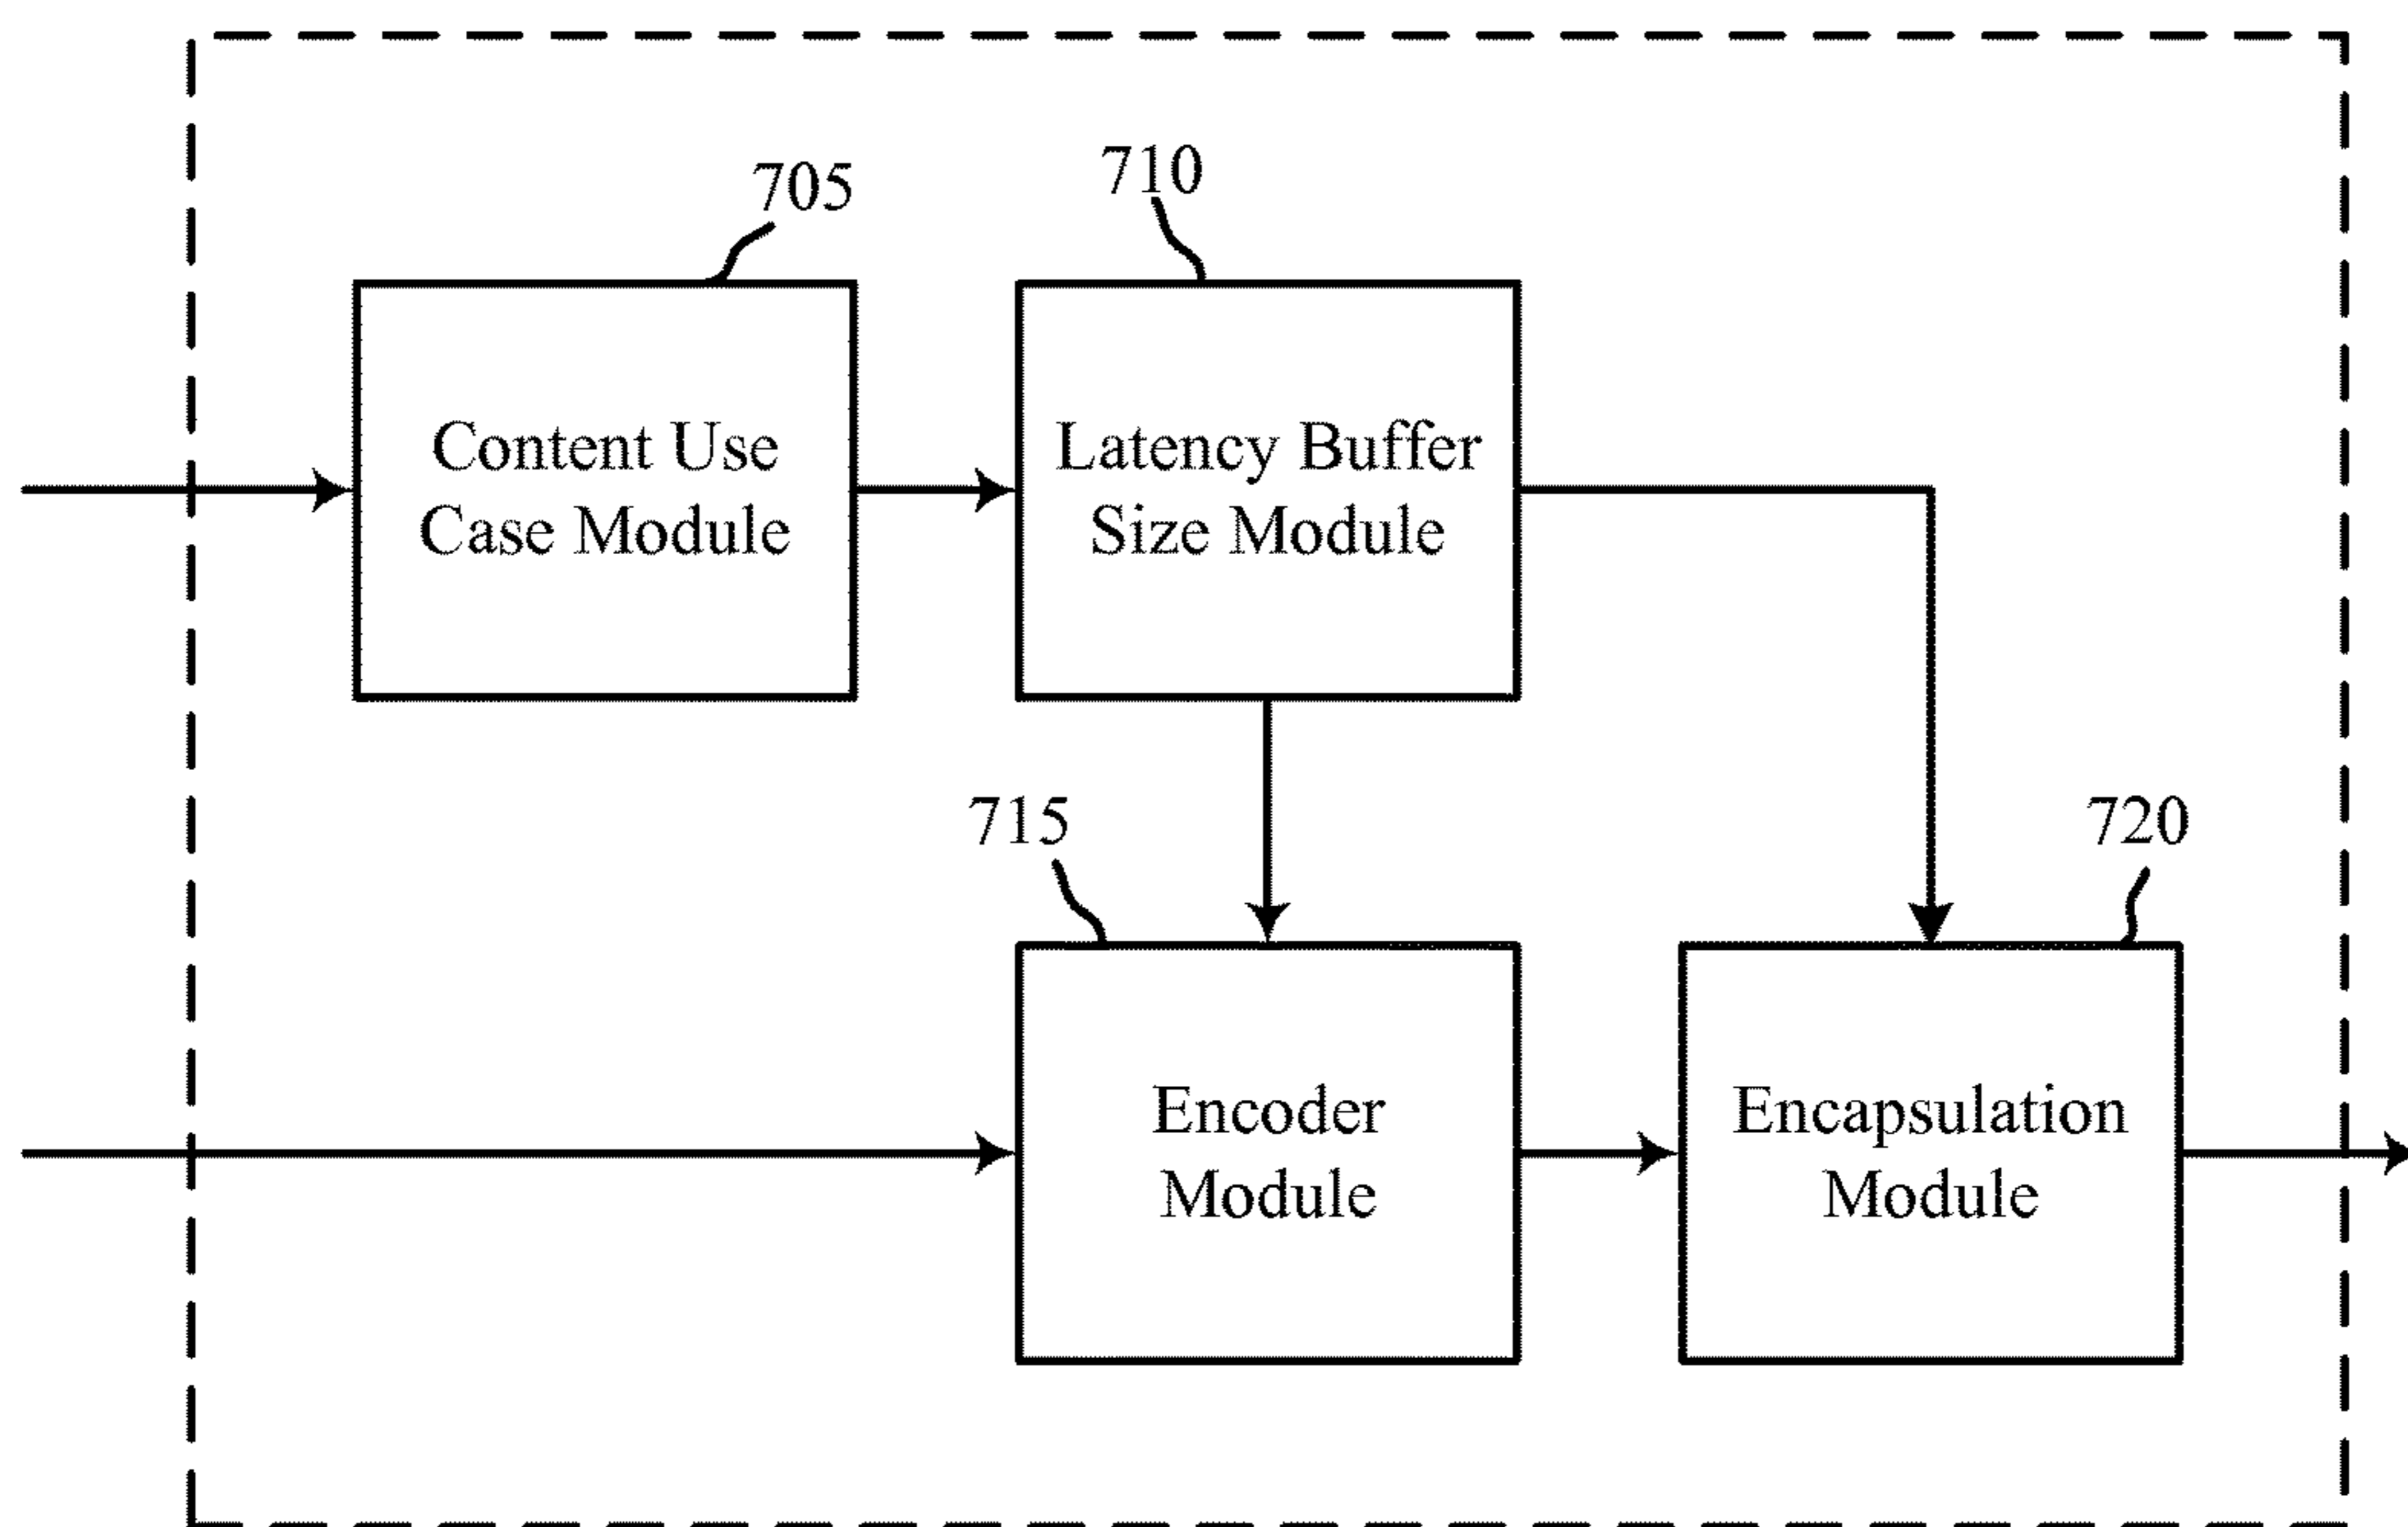 705
710
Content Use
Case Module
Latency Buffer
Size Module
715
720
Encoder
Module
Encapsulation
Module